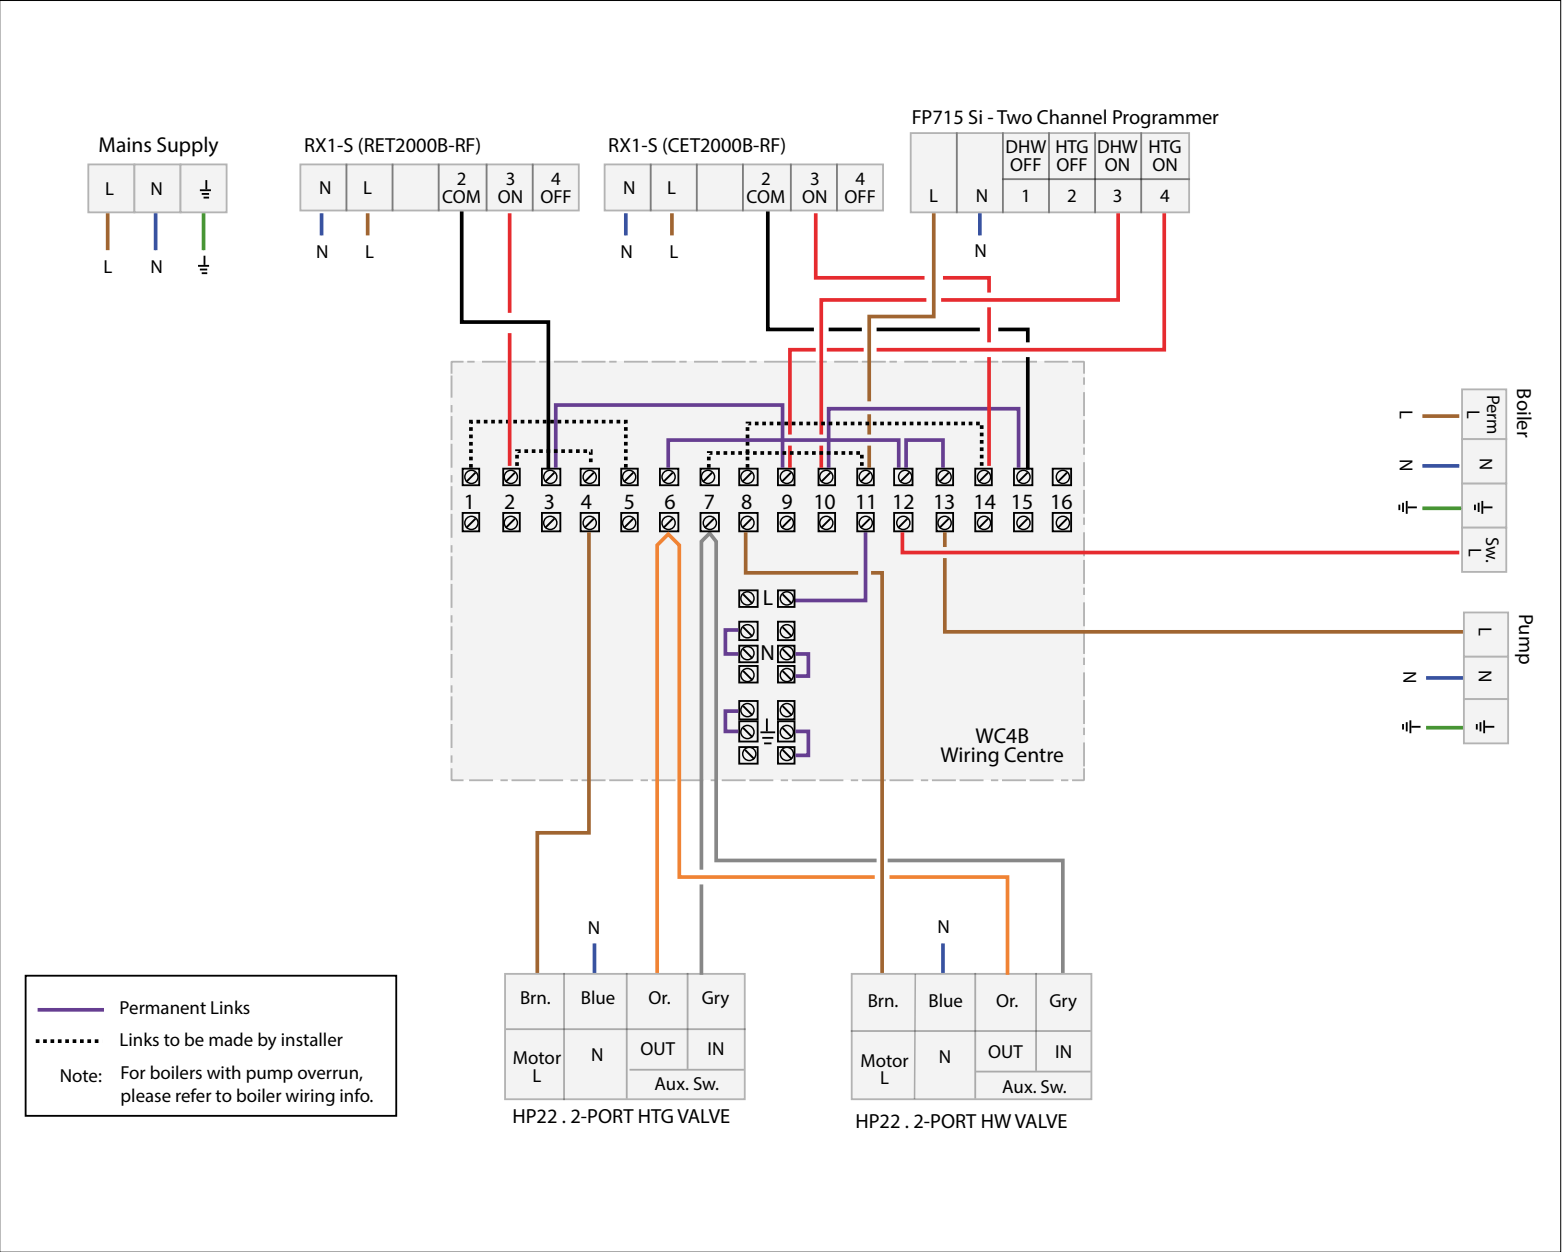 FP715 Si - Two Channel Programmer
Mains Supply
RX1-S (RET2000B-RF)
RX1-S (CET2000B-RF)
DHW OFF
HTG OFF
DHW ON
HTG ON
L N
N L 2 COM 3 ON 4 OFF
N L 2 COM 3 ON 4 OFF
L N 1 2 3 4
L N
N L
N L
N
Boiler
Perm L
N
Sw. L
L
N
1 2 3 4 5 6 7 8 9 10 11 12 13 14 15 16
L
N
Pump
L
N
N
WC4B
Wiring Centre
N
N
Brn. Blue Or. Gry
Motor L
N
OUT IN
Aux. Sw.
HP22 . 2-PORT HTG VALVE
Brn. Blue Or. Gry
Motor L
N
OUT IN
Aux. Sw.
HP22 . 2-PORT HW VALVE
Permanent Links
Links to be made by installer
Note: For boilers with pump overrun,
please refer to boiler wiring info.